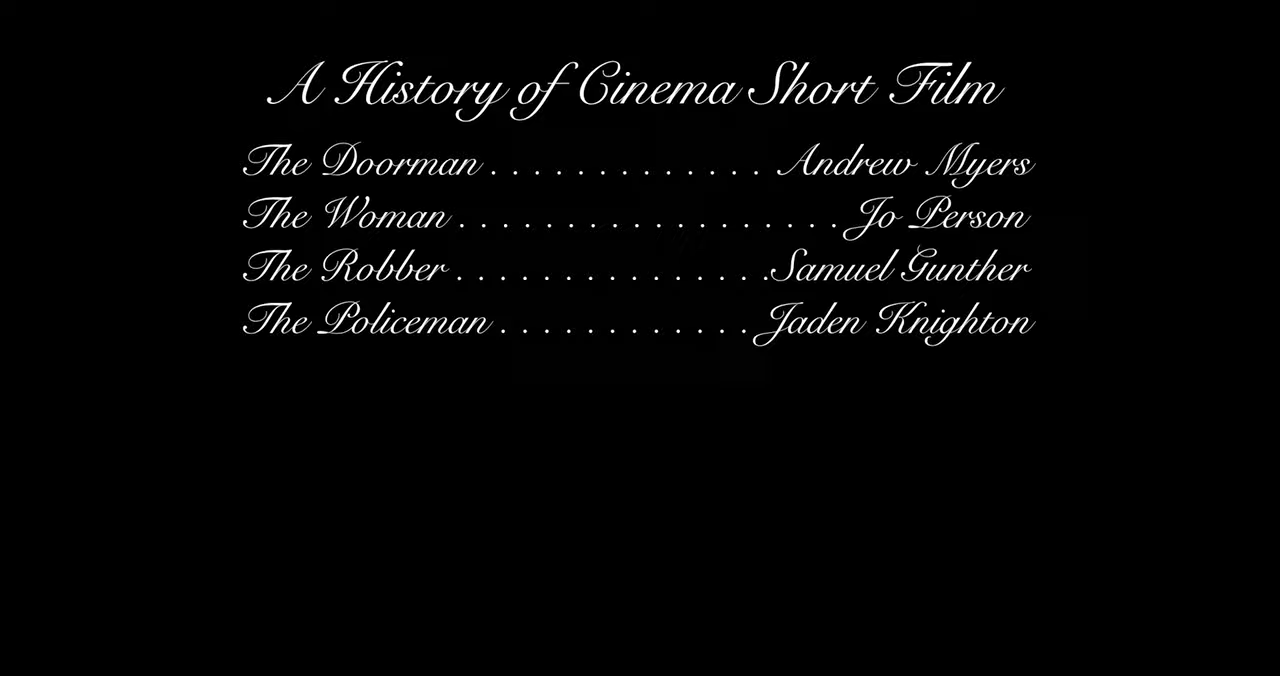 A History of Cinema Short Film
The Doorman . . . . . . . . . . . . . Andrew Myers
The Woman . . . . . . . . . . . . . . . . . . Jo Person
The Robber . . . . . . . . . . . . . . .Samuel Gunther
The Policeman . . . . . . . . . . . . Jaden Knighton